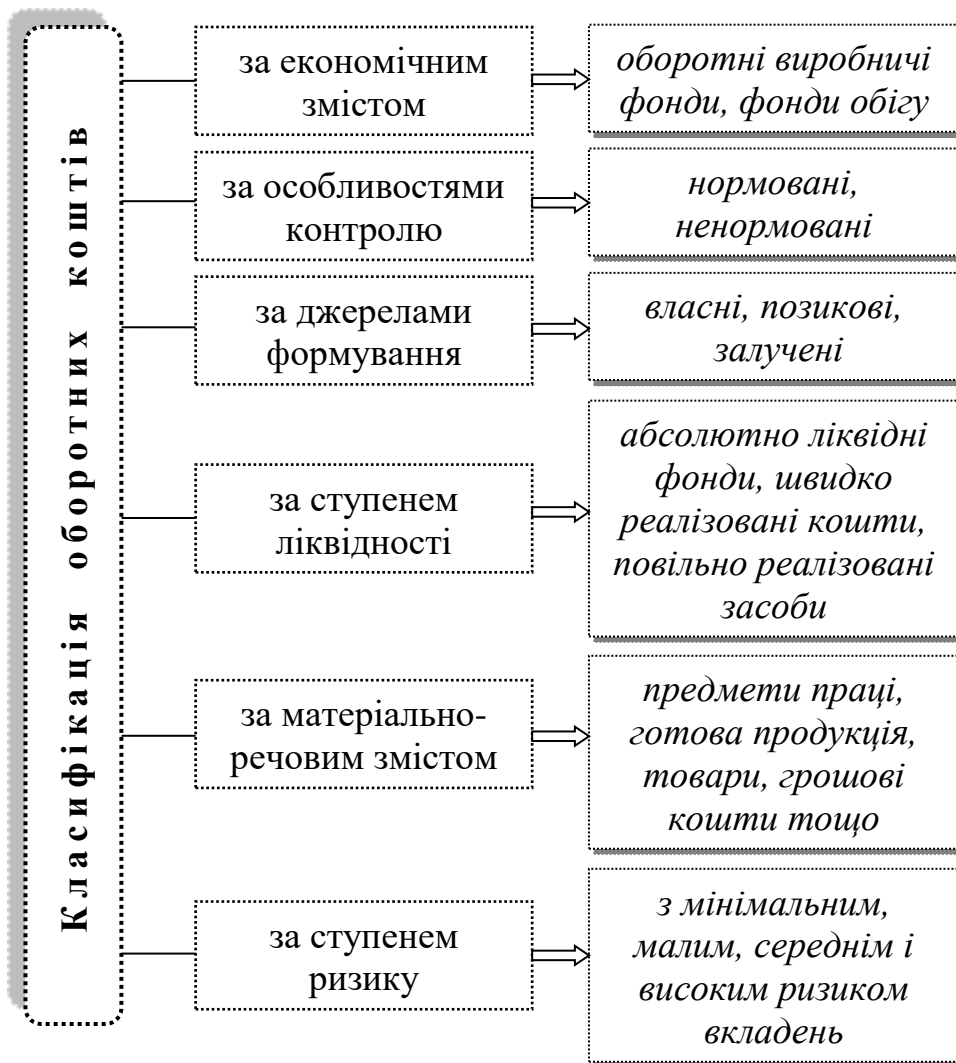 Класифікація оборотних коштів
за економічним
змістом
оборотні виробничі
фонди, фонди обігу
за особливостями
контролю
нормовані,
ненормовані
за джерелами
формування
власні, позикові,
залучені
за ступенем
ліквідності
абсолютно ліквідні
фонди, швидко
реалізовані кошти,
повільно реалізовані
засоби
за матеріально-
речовим змістом
предмети праці,
готова продукція,
товари, грошові
кошти тощо
за ступенем
ризику
з мінімальним,
малим, середнім і
високим ризиком
вкладень